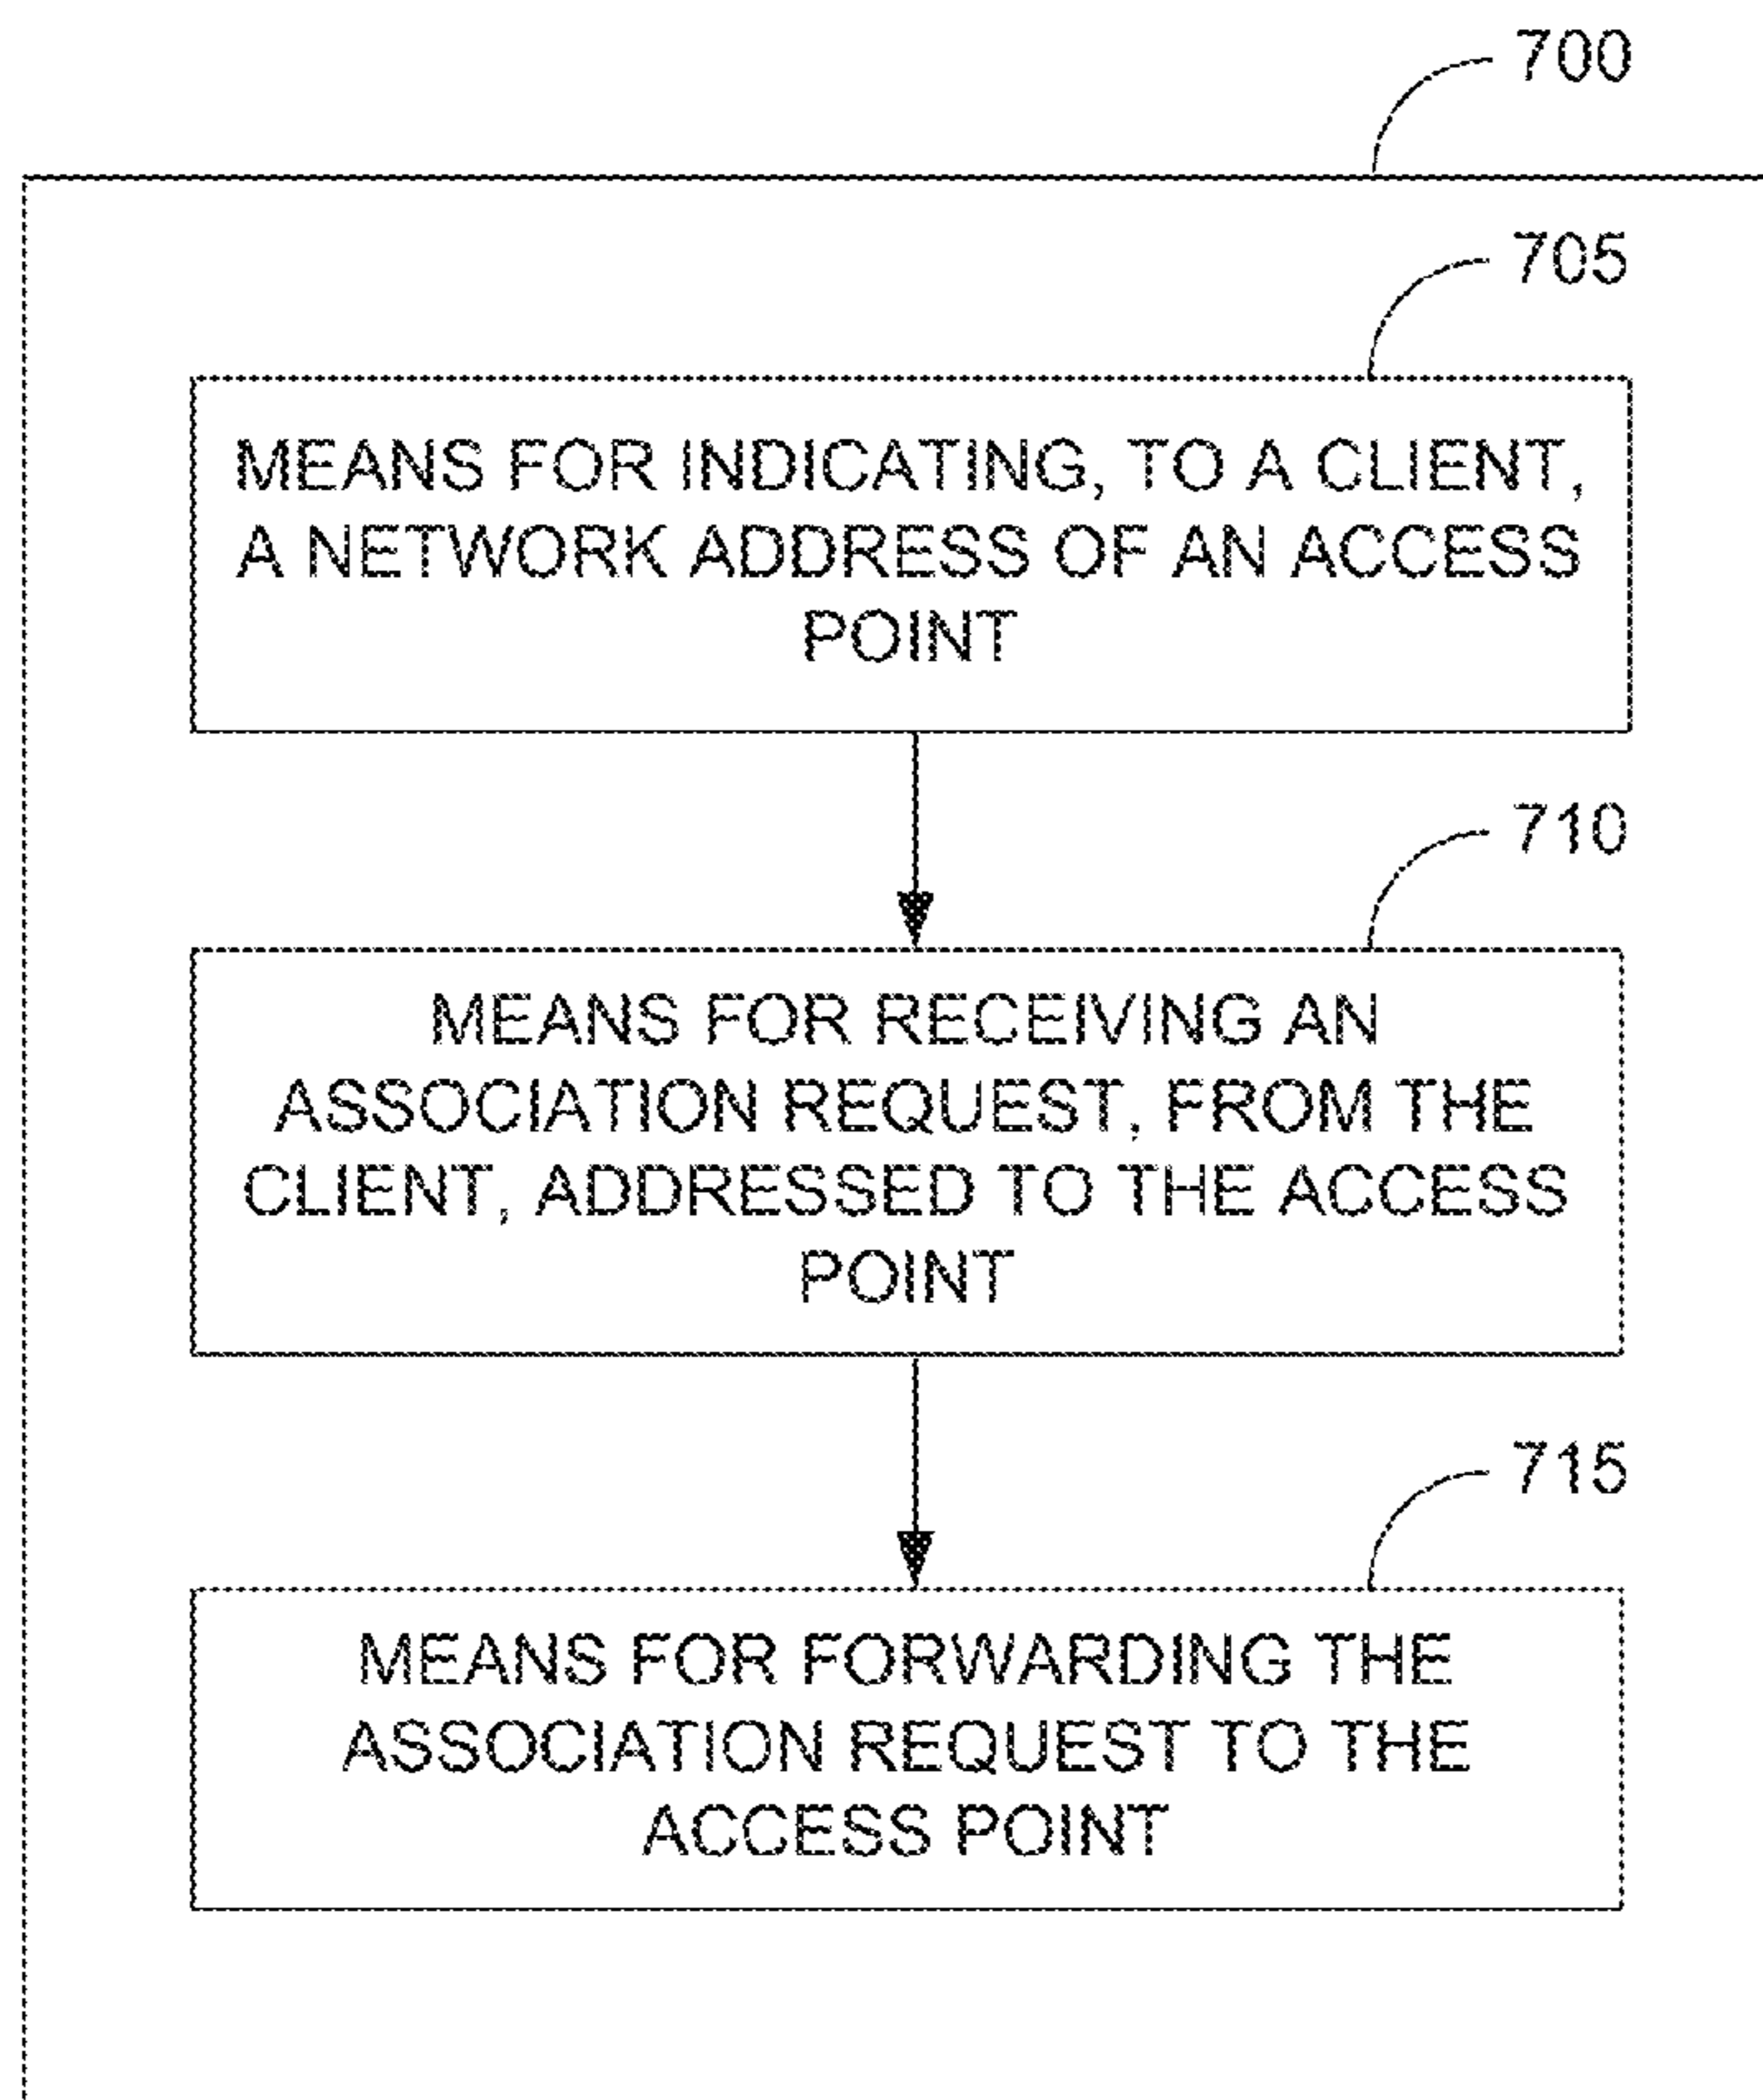 700
705
MEANS FOR INDICATING, TO A CLIENT,
A NETWORK ADDRESS OF AN ACCESS
POINT
710
MEANS FOR RECEIVING AN
ASSOCIATION REQUEST, FROM THE
CLIENT, ADDRESSED TO THE ACCESS
POINT
715
MEANS FOR FORWARDING THE
ASSOCIATION REQUEST TO THE
ACCESS POINT